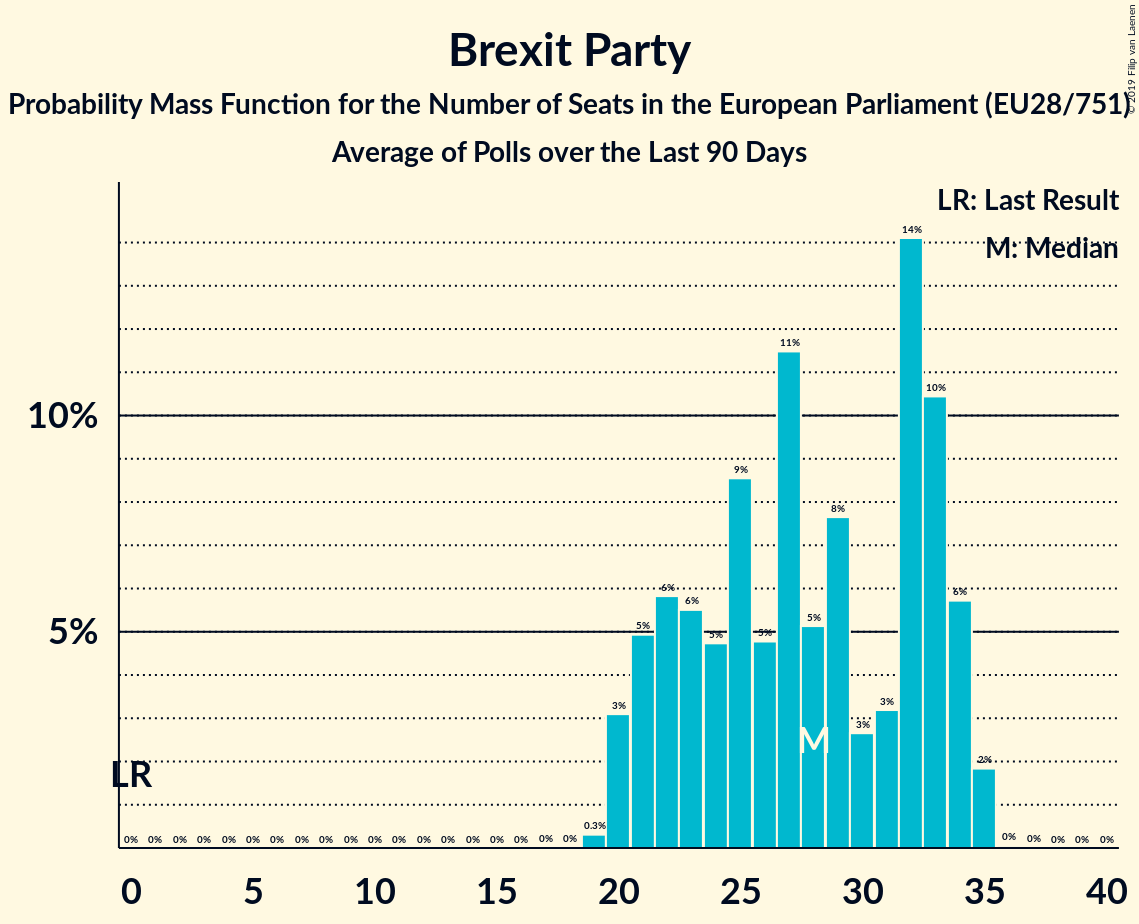 Brexit Party
Probability Mass Function for the Number of Seats in the European Parliament (EU28/751)
Average of Polls over the Last 90 Days
© 2019 Filip van Laenen
LR: Last Result
M: Median
14%
11%
10%
10%
9%
8%
6%
6%
6%
5%
5%
5%
5%
5%
3%
3%
3%
2%
M
LR
0% 0% 0% 0% 0% 0% 0% 0% 0% 0% 0% 0% 0% 0% 0% 0% 0% 0% 0% 0.3% 0% 0% 0% 0% 0%
0 5 10 15 20 25 30 35 40